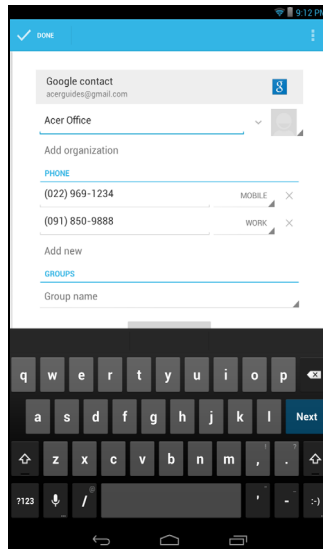 9:12 PM
DONE
Google contact
acerguides@gmail.com
8
Acer Office
Add organization
PHONE
(022) 969-1234 MOBILE
(091) 850-9888 WORK
Add new
GROUPS
Group name
q w e r t y u i o p
a s d f g h j k l Next
! ?
z x c v b n m , .
@
?123 / ' - :-)